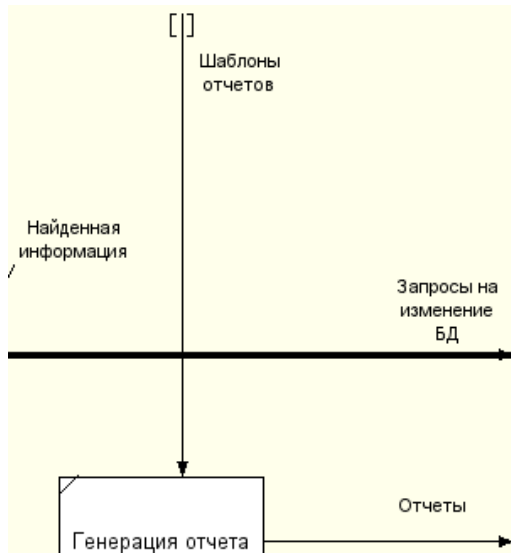 [ ]
Шаблоны
отчетов
Найденная
информация
Запросы на
изменение
БД
Отчеты
Генерация отчета